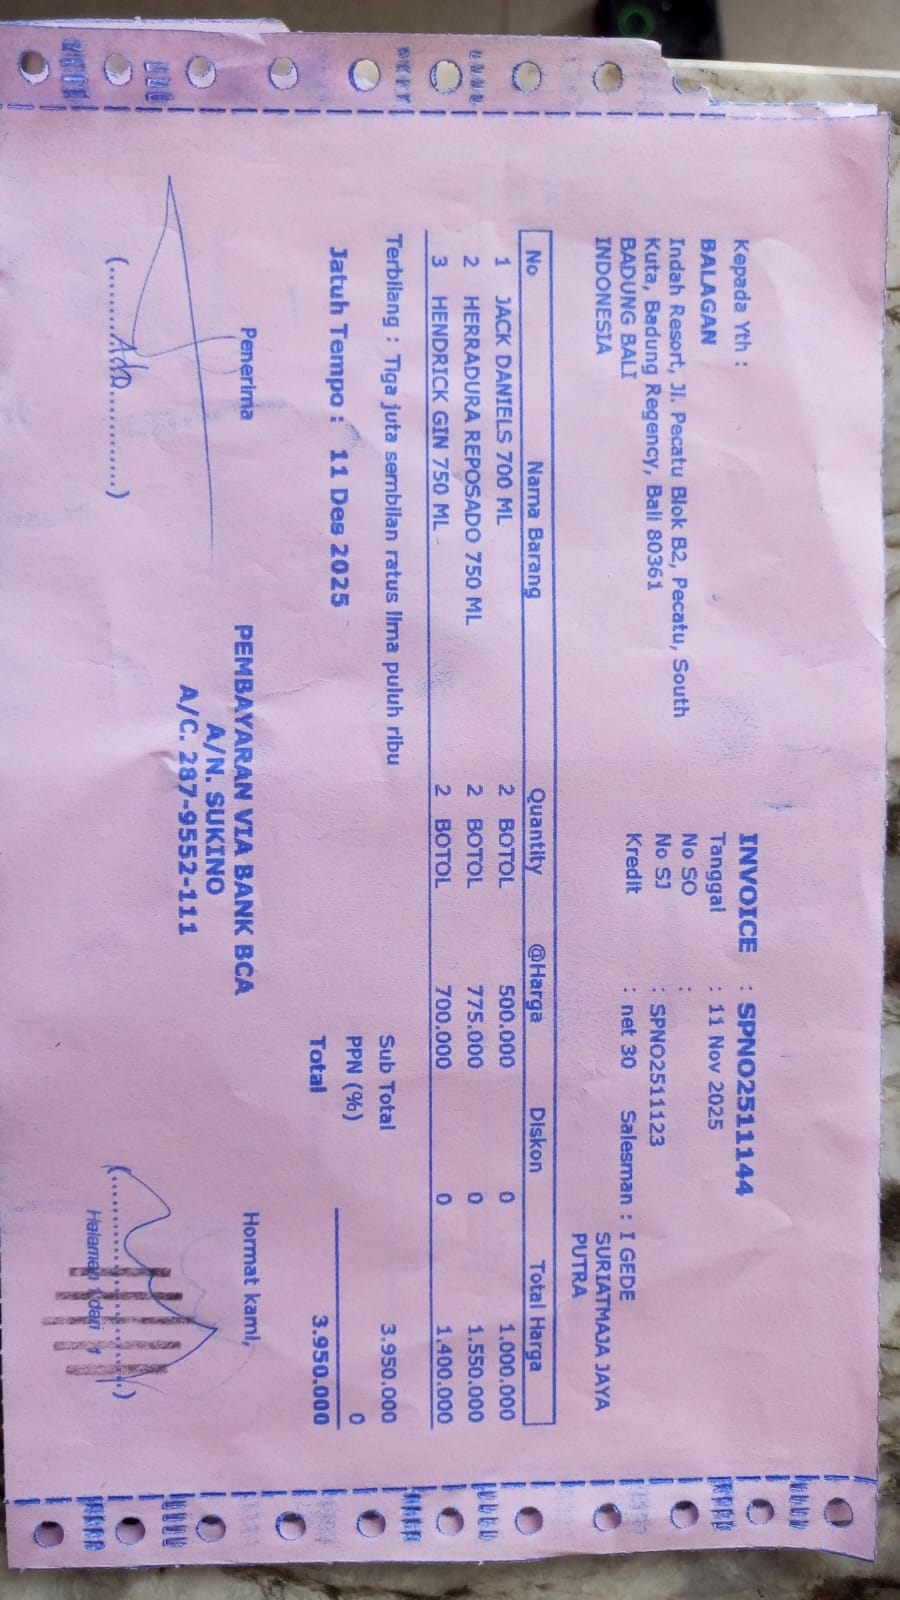 Kepada Yth :
BALAGAN
Indah Resort, Jl. Pecatu Blok B2, Pecatu, South
Kuta, Badung Regency, Bali 80361
BADUNG BALI
INDONESIA
INVOICE : SPNO2511144
Tanggal : 11 Nov 2025
No SO :
No SJ : SPNO2511123
Kredit : net 30 Salesman : I GEDE
SURIATMAJA JAYA
PUTRA
No Nama Barang Quantity @Harga Diskon Total Harga
1 JACK DANIELS 700 ML 2 BOTOL 500.000 0 1.000.000
2 HERRADURA REPOSADO 750 ML 2 BOTOL 775.000 0 1.550.000
3 HENDRICK GIN 750 ML 2 BOTOL 700.000 0 1.400.000
Terbilang : Tiga juta sembilan ratus lima puluh ribu
Sub Total 3.950.000
PPN (%) 0
Jatuh Tempo : 11 Des 2025
Total 3.950.000
Penerima
Hormat kami,
PEMBAYARAN VIA BANK BCA
A/N. SUKINO
A/C. 287-9552-111
Halaman 1 dari 1